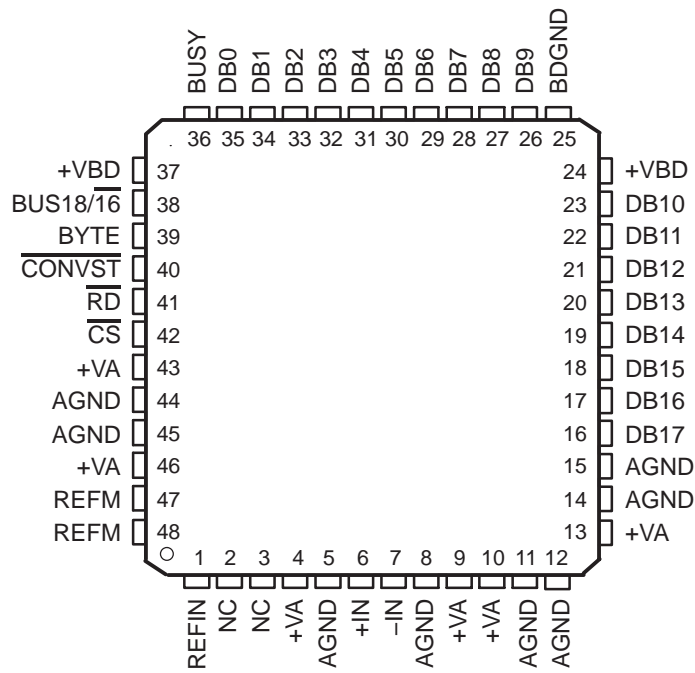 BUSY DB0 DB1 DB2 DB3 DB4 DB5 DB6 DB7 DB8 DB9 BDGND
36 35 34 33 32 31 30 29 28 27 26 25
+VBD 37 24 +VBD
BUS18/1̅6̅ 38 23 DB10
BYTE 39 22 DB11
C̅O̅N̅V̅S̅T̅ 40 21 DB12
R̅D̅ 41 20 DB13
C̅S̅ 42 19 DB14
+VA 43 18 DB15
AGND 44 17 DB16
AGND 45 16 DB17
+VA 46 15 AGND
REFM 47 14 AGND
REFM 48 13 +VA
1 2 3 4 5 6 7 8 9 10 11 12
REFIN NC NC +VA AGND +IN –IN AGND +VA +VA AGND AGND